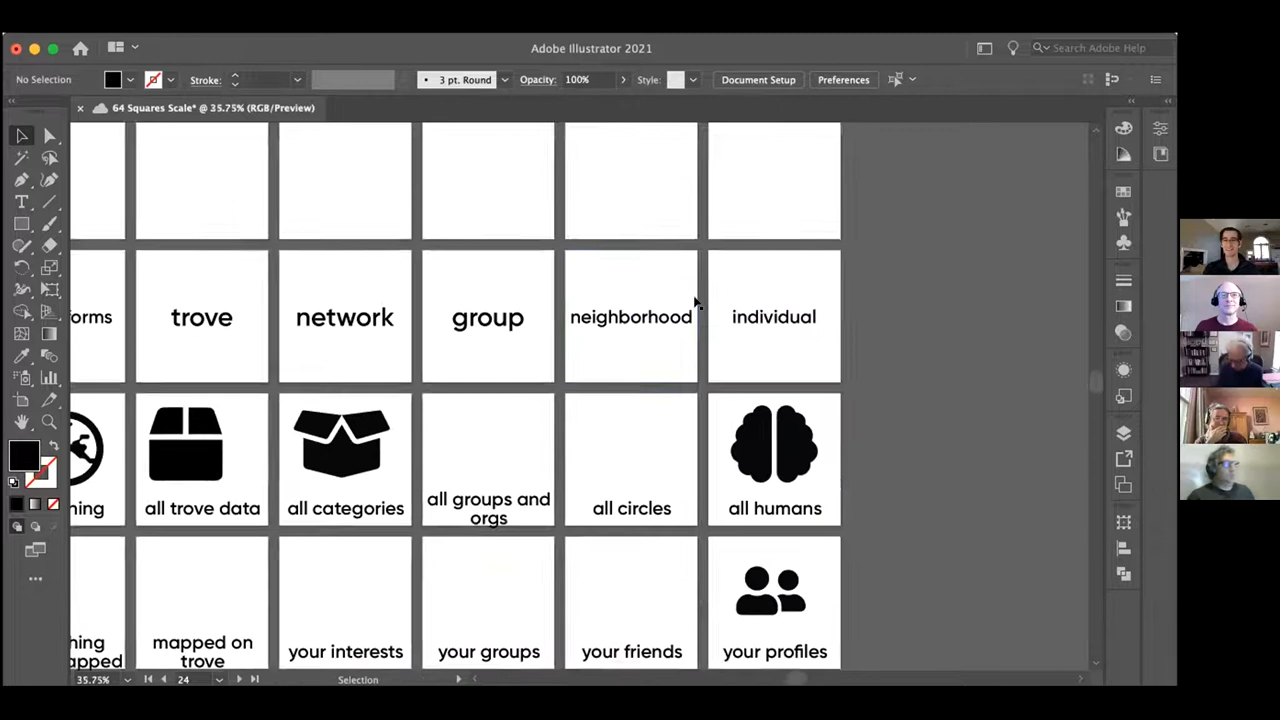 Adobe Illustrator 2021
Search Adobe Help
No Selection
Stroke:
3 pt. Round
Opacity:
100%
Style:
Document Setup
Preferences
64 Squares Scale* @ 35.75% (RGB/Preview)
forms
trove
network
group
neighborhood
individual
hing
all trove data
all categories
all groups and
orgs
all circles
all humans
hing
apped
mapped on
trove
your interests
your groups
your friends
your profiles
35.75%
24
Selection